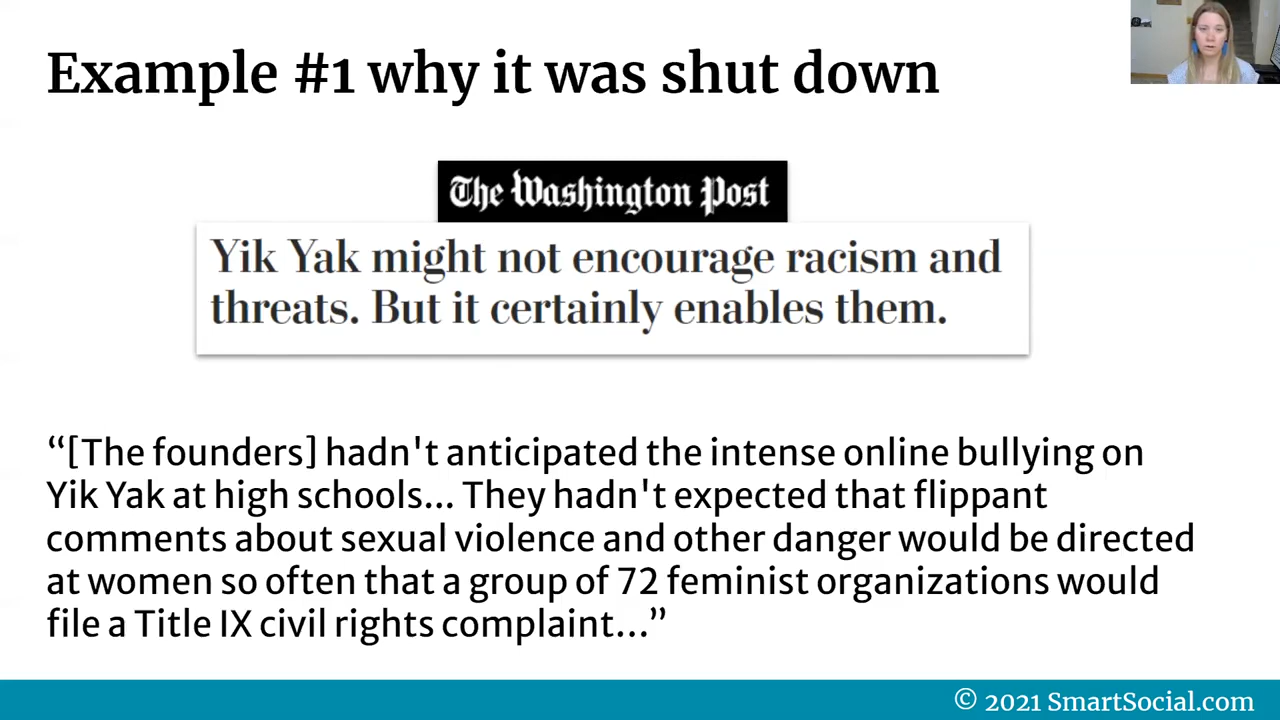 Example #1 why it was shut down
The Washington Post
Yik Yak might not encourage racism and
threats. But it certainly enables them.
“[The founders] hadn't anticipated the intense online bullying on
Yik Yak at high schools... They hadn't expected that flippant
comments about sexual violence and other danger would be directed
at women so often that a group of 72 feminist organizations would
file a Title IX civil rights complaint...”
© 2021 SmartSocial.com